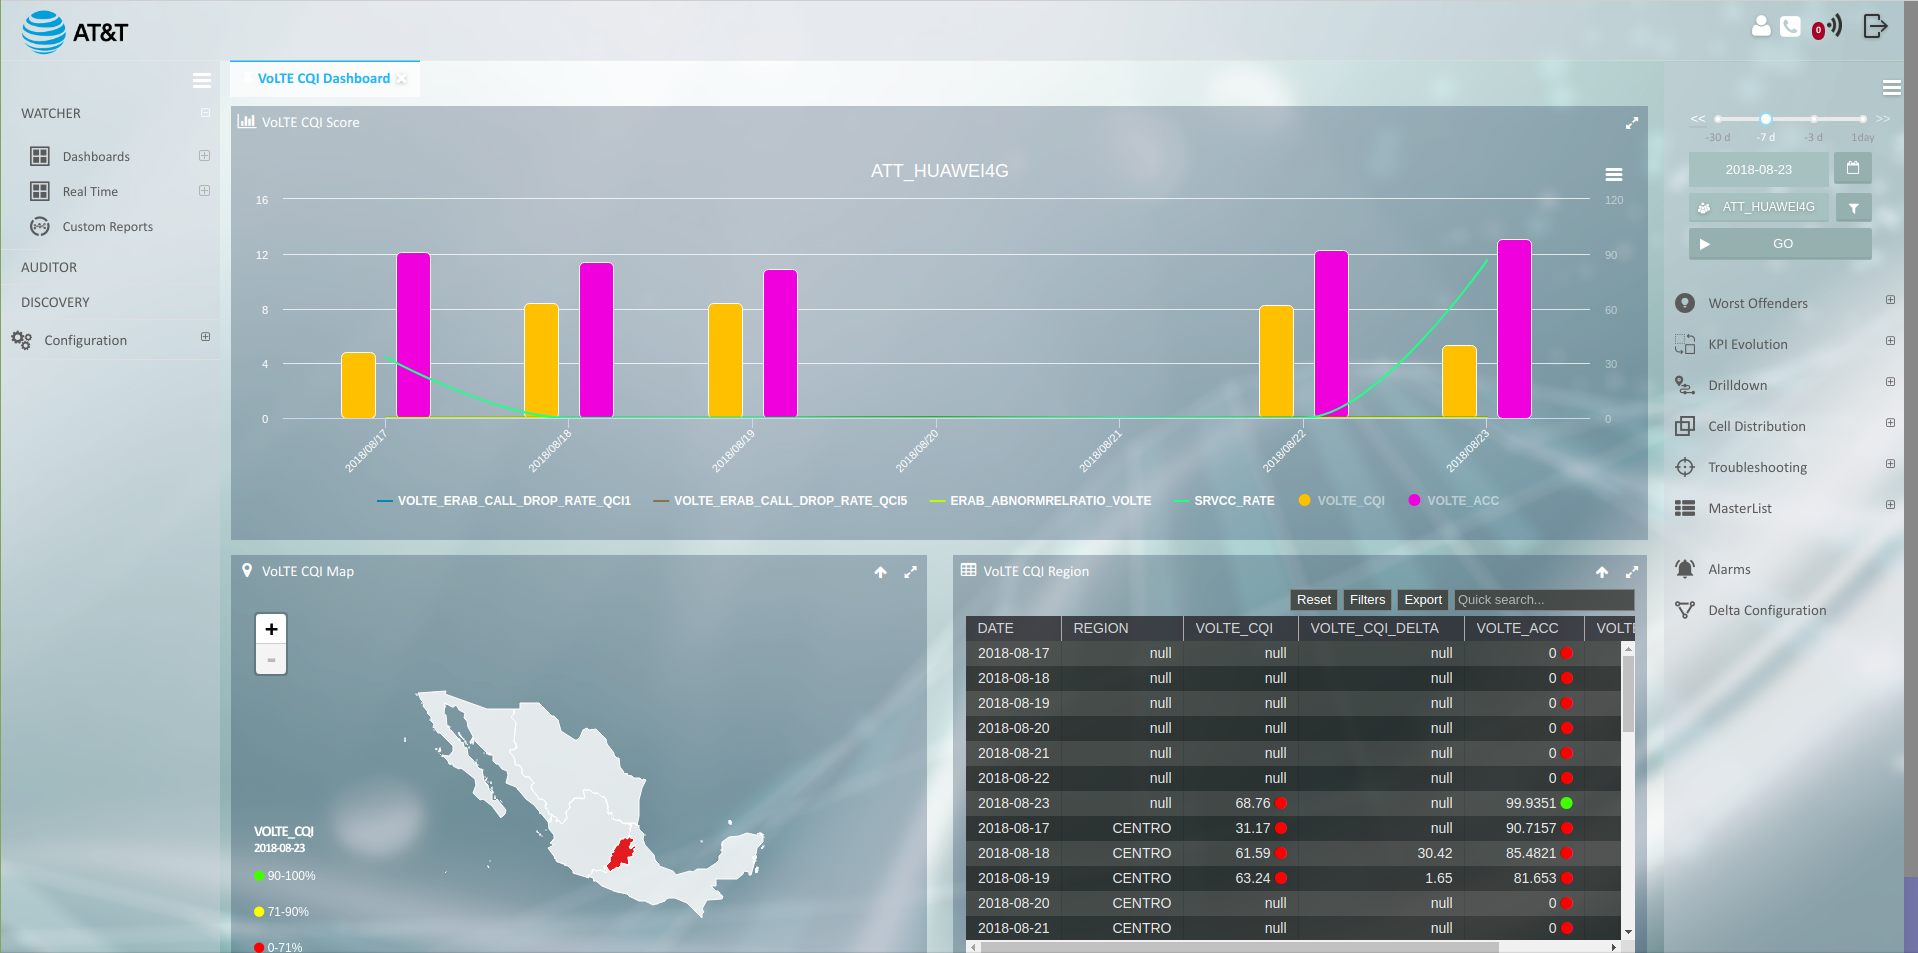 AT&T
0
VoLTE CQI Dashboard
WATCHER
Dashboards
Real Time
Custom Reports
AUDITOR
DISCOVERY
Configuration
VoLTE CQI Score
ATT_HUAWEI4G
16 120
12 90
8 60
4 30
0 0
2018/08/17 2018/08/18 2018/08/19 2018/08/20 2018/08/21 2018/08/22 2018/08/23
VOLTE_ERAB_CALL_DROP_RATE_QCI1 VOLTE_ERAB_CALL_DROP_RATE_QCI5 ERAB_ABNORMRELRATIO_VOLTE SRVCC_RATE VOLTE_CQI VOLTE_ACC
VoLTE CQI Map
+
-
VOLTE_CQI
2018-08-23
90-100%
71-90%
0-71%
VoLTE CQI Region
Reset Filters Export Quick search...
DATE REGION VOLTE_CQI VOLTE_CQI_DELTA VOLTE_ACC VOLTE
2018-08-17 null null null 0
2018-08-18 null null null 0
2018-08-19 null null null 0
2018-08-20 null null null 0
2018-08-21 null null null 0
2018-08-22 null null null 0
2018-08-23 null 68.76 null 99.9351
2018-08-17 CENTRO 31.17 null 90.7157
2018-08-18 CENTRO 61.59 30.42 85.4821
2018-08-19 CENTRO 63.24 1.65 81.653
2018-08-20 CENTRO null null 0
2018-08-21 CENTRO null null 0
<< >>
-30 d -7 d -3 d 1day
2018-08-23
ATT_HUAWEI4G
GO
Worst Offenders
KPI Evolution
Drilldown
Cell Distribution
Troubleshooting
MasterList
Alarms
Delta Configuration